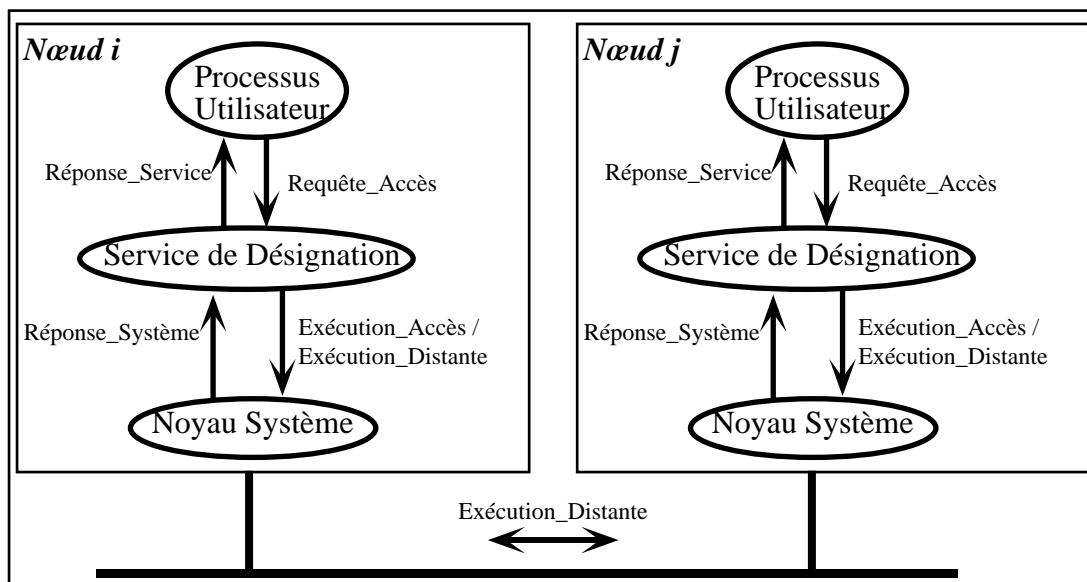 Nœud i
Processus
Utilisateur
Réponse_Service
Requête_Accès
Service de Désignation
Réponse_Système
Exécution_Accès /
Exécution_Distante
Noyau Système
Nœud j
Processus
Utilisateur
Réponse_Service
Requête_Accès
Service de Désignation
Réponse_Système
Exécution_Accès /
Exécution_Distante
Noyau Système
Exécution_Distante